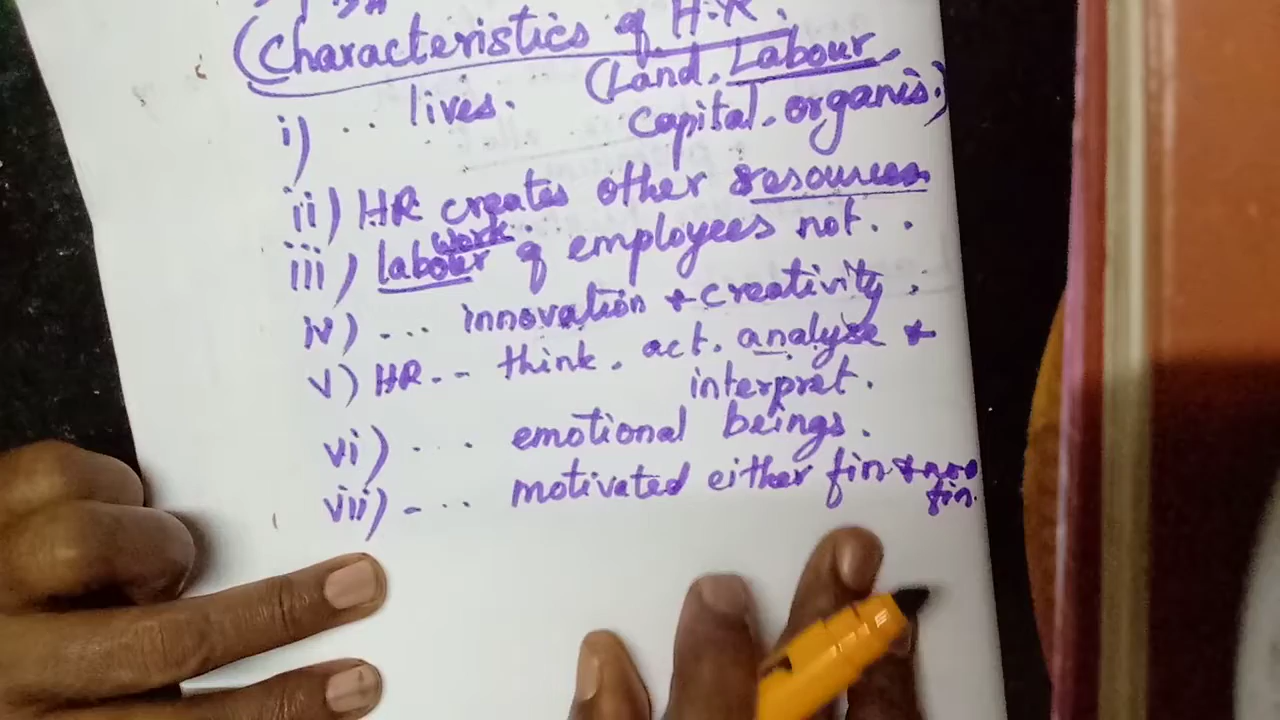 (Characteristics of H.R.
(Land. Labour
i) .. lives. Capital. organis.)
ii) HR creates other resources
work.
iii) labour of employees not. .
iv) ... innovation & creativity.
v) HR.-- think. act. analyse &
interpret.
vi) .... emotional beings.
vii) -... motivated either fin & non
fin.